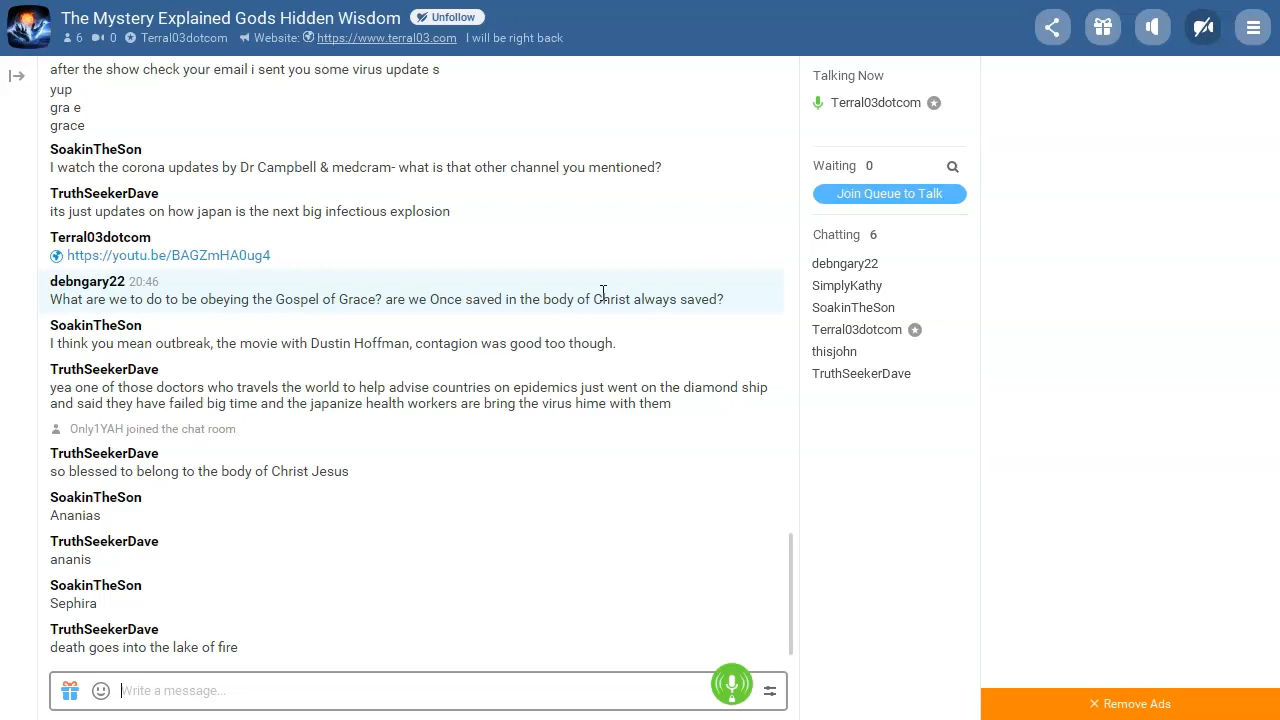 The Mystery Explained Gods Hidden Wisdom Unfollow
6 0 Terral03dotcom Website: https://www.terral03.com I will be right back
after the show check your email i sent you some virus update s
yup
gra e
grace
SoakinTheSon
I watch the corona updates by Dr Campbell & medcram- what is that other channel you mentioned?
TruthSeekerDave
its just updates on how japan is the next big infectious explosion
Terral03dotcom
https://youtu.be/BAGZmHA0ug4
debngary22 20:46
What are we to do to be obeying the Gospel of Grace? are we Once saved in the body of Christ always saved?
SoakinTheSon
I think you mean outbreak, the movie with Dustin Hoffman, contagion was good too though.
TruthSeekerDave
yea one of those doctors who travels the world to help advise countries on epidemics just went on the diamond ship
and said they have failed big time and the japanize health workers are bring the virus hime with them
Only1YAH joined the chat room
TruthSeekerDave
so blessed to belong to the body of Christ Jesus
SoakinTheSon
Ananias
TruthSeekerDave
ananis
SoakinTheSon
Sephira
TruthSeekerDave
death goes into the lake of fire
Write a message...
Talking Now
Terral03dotcom
Waiting 0
Join Queue to Talk
Chatting 6
debngary22
SimplyKathy
SoakinTheSon
Terral03dotcom
thisjohn
TruthSeekerDave
Remove Ads